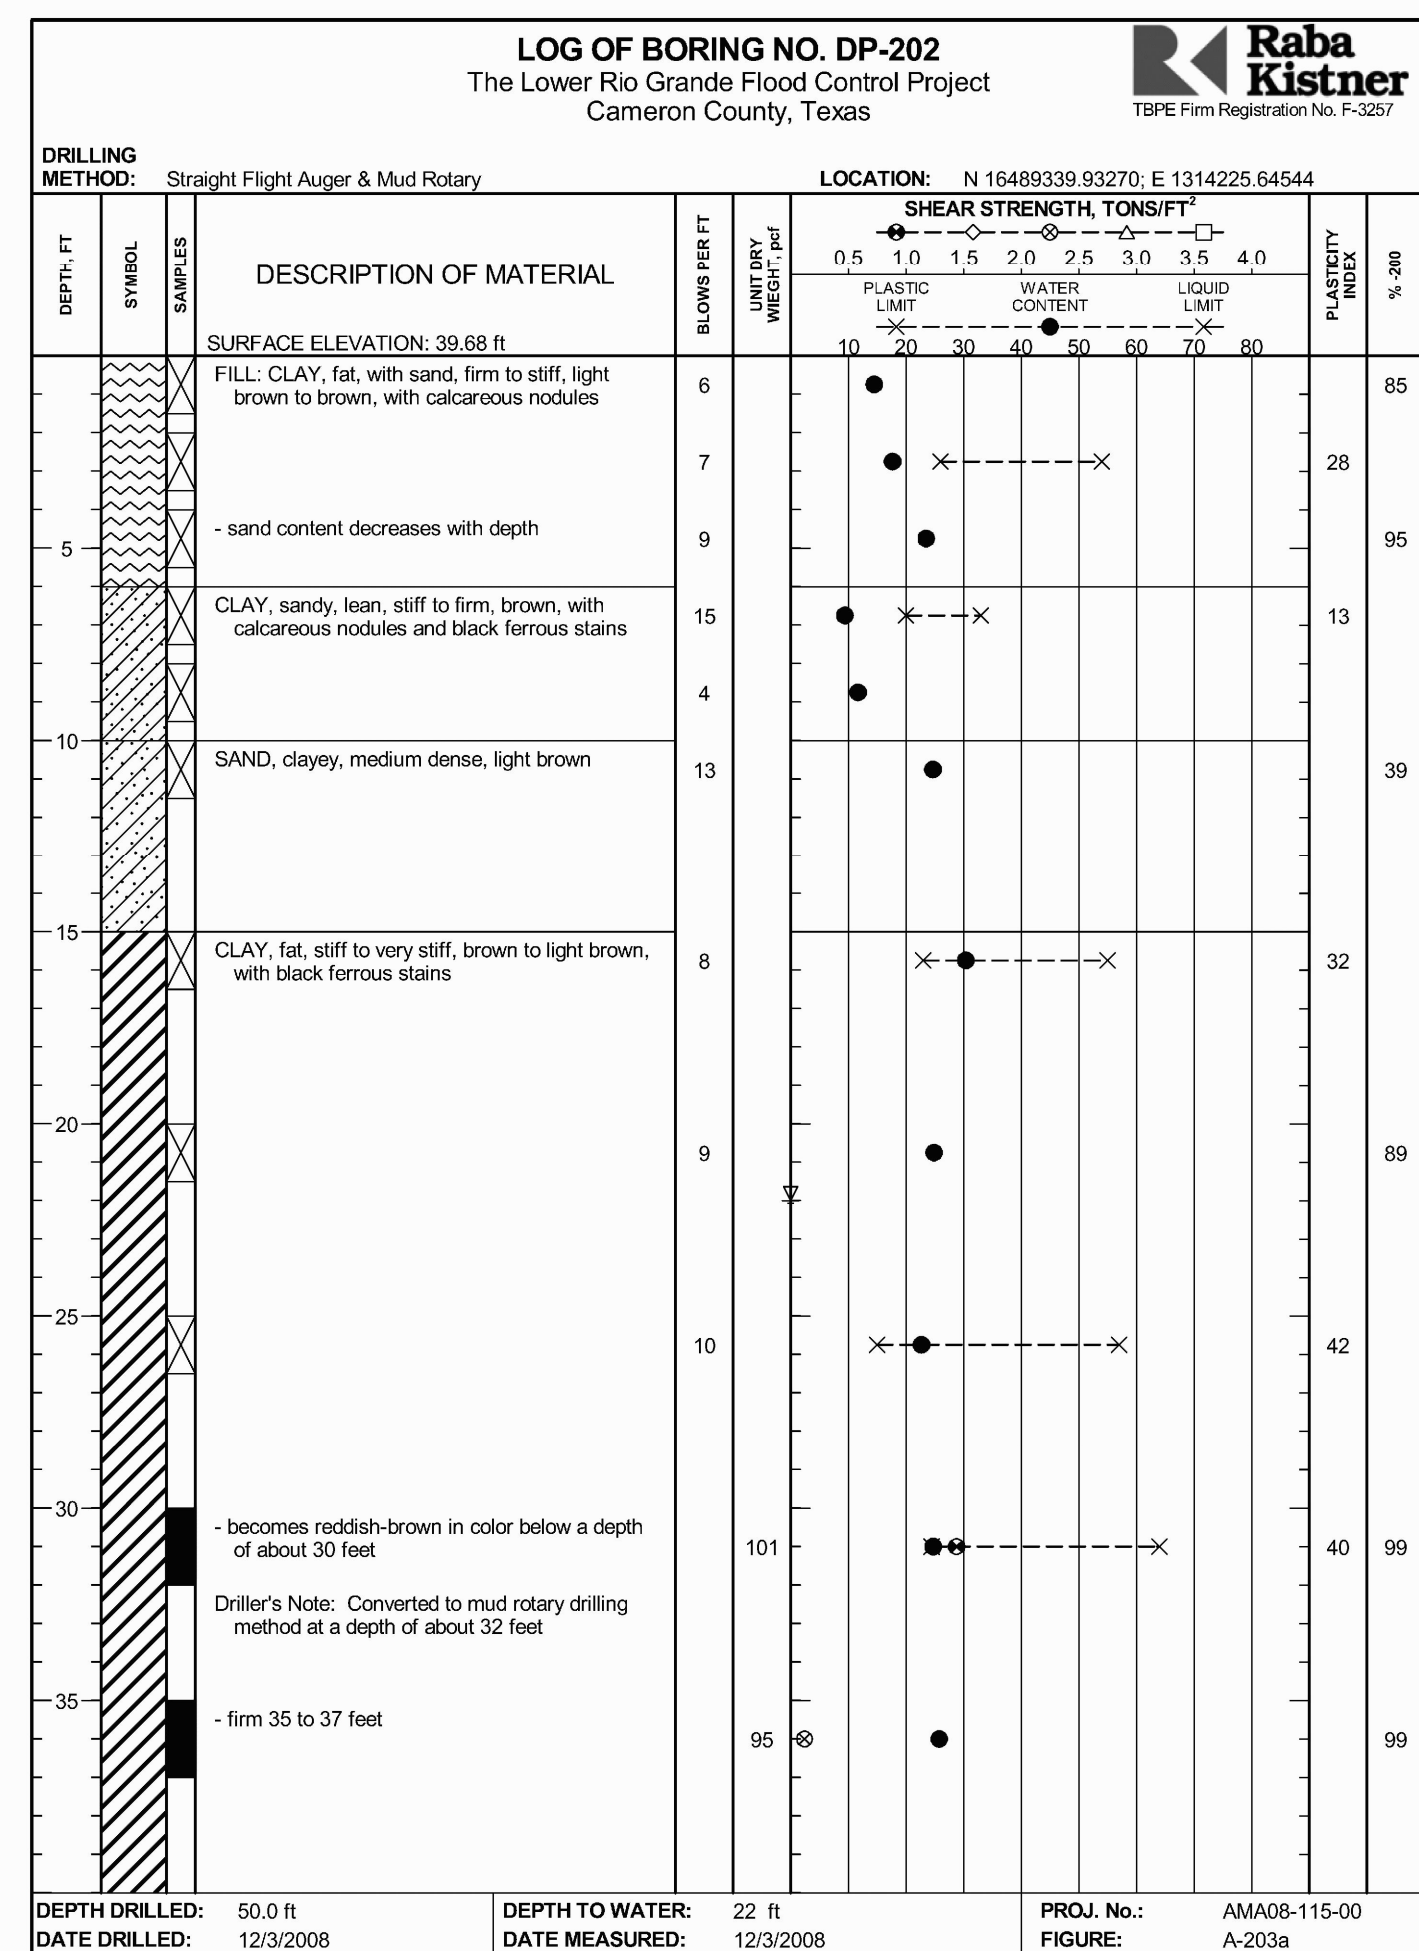 LOG OF BORING NO. DP-202
The Lower Rio Grande Flood Control Project
Cameron County, Texas
Raba
Kistner
TBPE Firm Registration No. F-3257
DRILLING
METHOD: Straight Flight Auger & Mud Rotary
LOCATION: N 16489339.93270; E 1314225.64544
DEPTH, FT
SYMBOL
SAMPLES
DESCRIPTION OF MATERIAL
SURFACE ELEVATION: 39.68 ft
BLOWS PER FT
UNIT DRY
WIEGHT, pcf
SHEAR STRENGTH, TONS/FT²
0.5 1.0 1.5 2.0 2.5 3.0 3.5 4.0
PLASTIC LIMIT
WATER CONTENT
LIQUID LIMIT
10 20 30 40 50 60 70 80
PLASTICITY
INDEX
% -200
FILL: CLAY, fat, with sand, firm to stiff, light
brown to brown, with calcareous nodules
6 85
7 28
- sand content decreases with depth
9 95
5
CLAY, sandy, lean, stiff to firm, brown, with
calcareous nodules and black ferrous stains
15 13
4
10
SAND, clayey, medium dense, light brown
13 39
15
CLAY, fat, stiff to very stiff, brown to light brown,
with black ferrous stains
8 32
20
9 89
25
10 42
30
- becomes reddish-brown in color below a depth
of about 30 feet
101 40 99
Driller's Note: Converted to mud rotary drilling
method at a depth of about 32 feet
35
- firm 35 to 37 feet
95 99
DEPTH DRILLED: 50.0 ft
DEPTH TO WATER: 22 ft
PROJ. No.: AMA08-115-00
DATE DRILLED: 12/3/2008
DATE MEASURED: 12/3/2008
FIGURE: A-203a